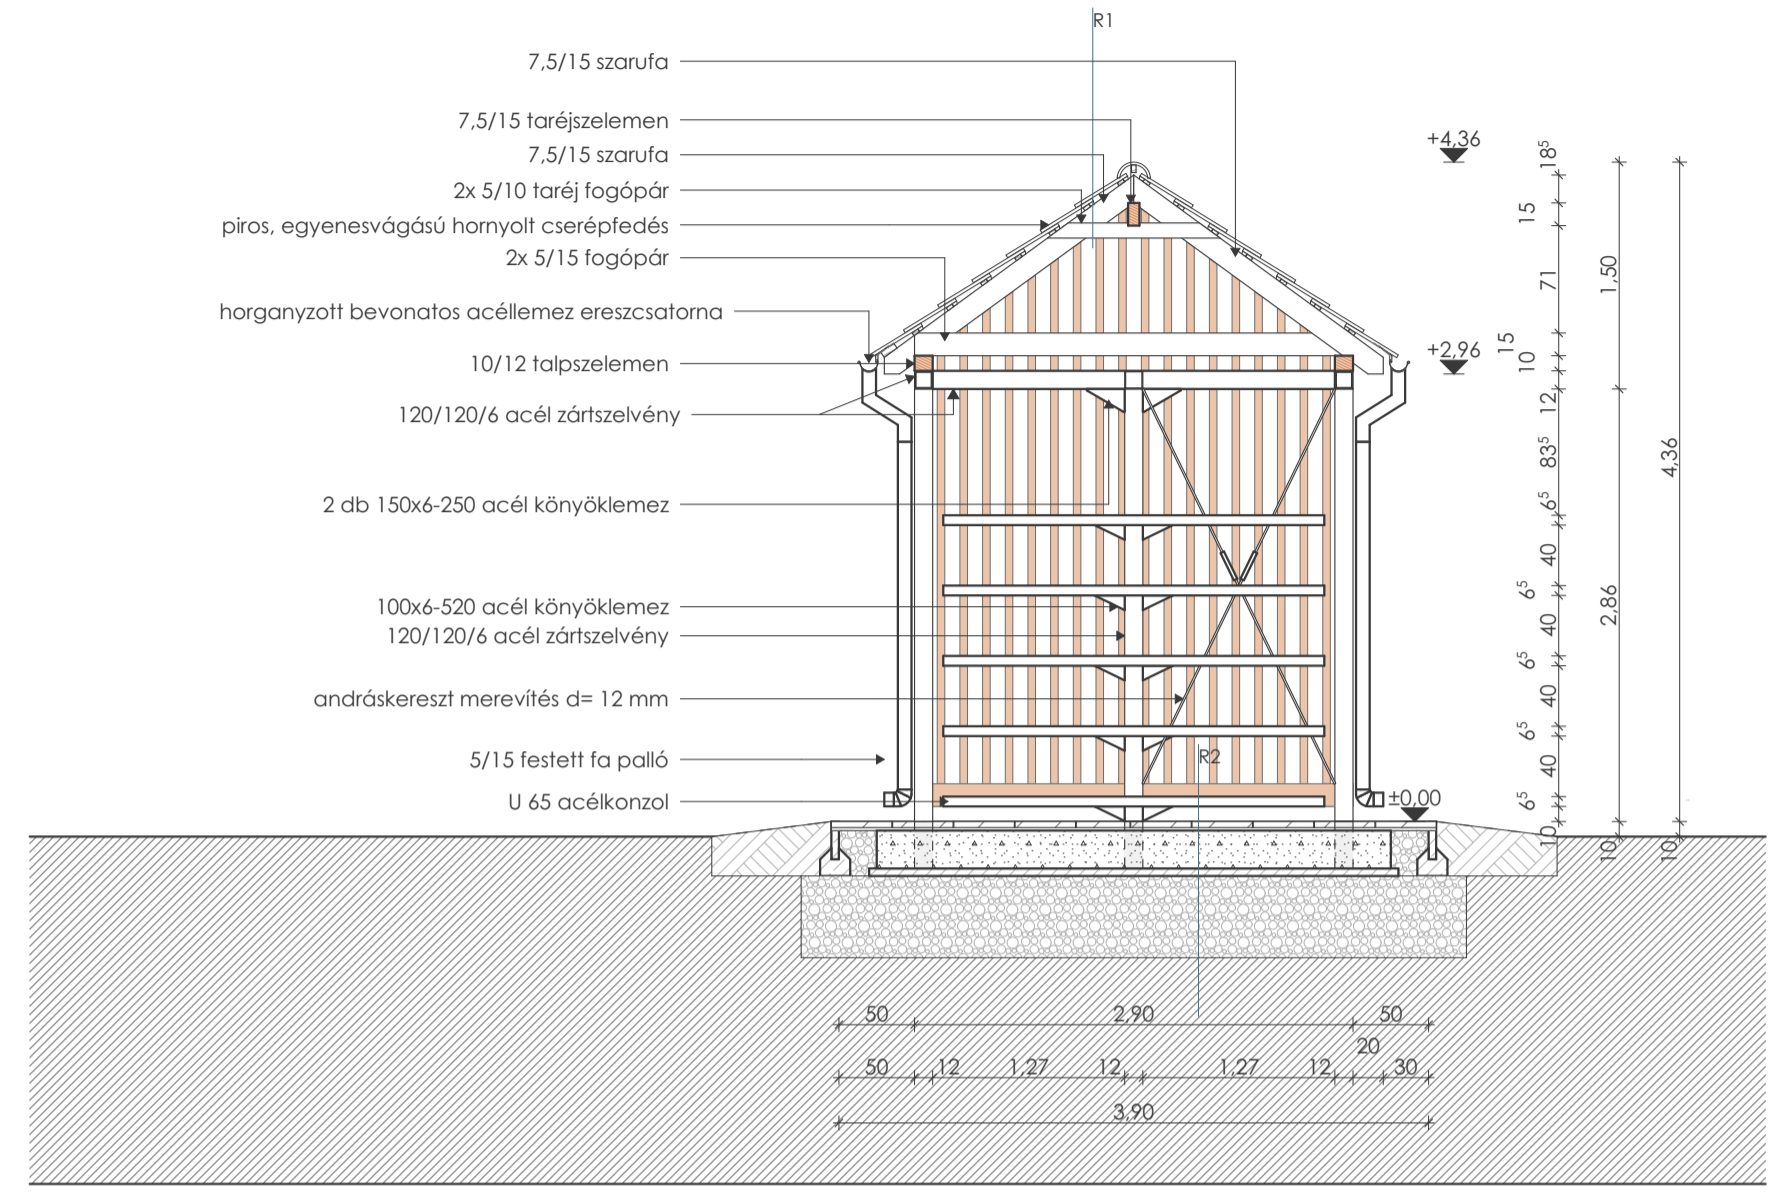 R1
7,5/15 szarufa
7,5/15 taréjszelemen
7,5/15 szarufa
2x 5/10 taréj fogópár
piros, egyenesvágású hornyolt cserépfedés
2x 5/15 fogópár
horganyzott bevonatos acéllemez ereszcsatorna
10/12 talpszelemen
120/120/6 acél zártszelvény
2 db 150x6-250 acél könyöklemez
100x6-520 acél könyöklemez
120/120/6 acél zártszelvény
andráskereszt merevítés d= 12 mm
5/15 festett fa palló
U 65 acélkonzol
R2
+4,36
+2,96
±0,00
18⁵
15
71
15
10
12
83⁵
6⁵
40
6⁵
40
6⁵
40
6⁵
40
6⁵
10
1,50
2,86
10
4,36
10
50
2,90
50
20
50
12
1,27
12
1,27
12
30
3,90